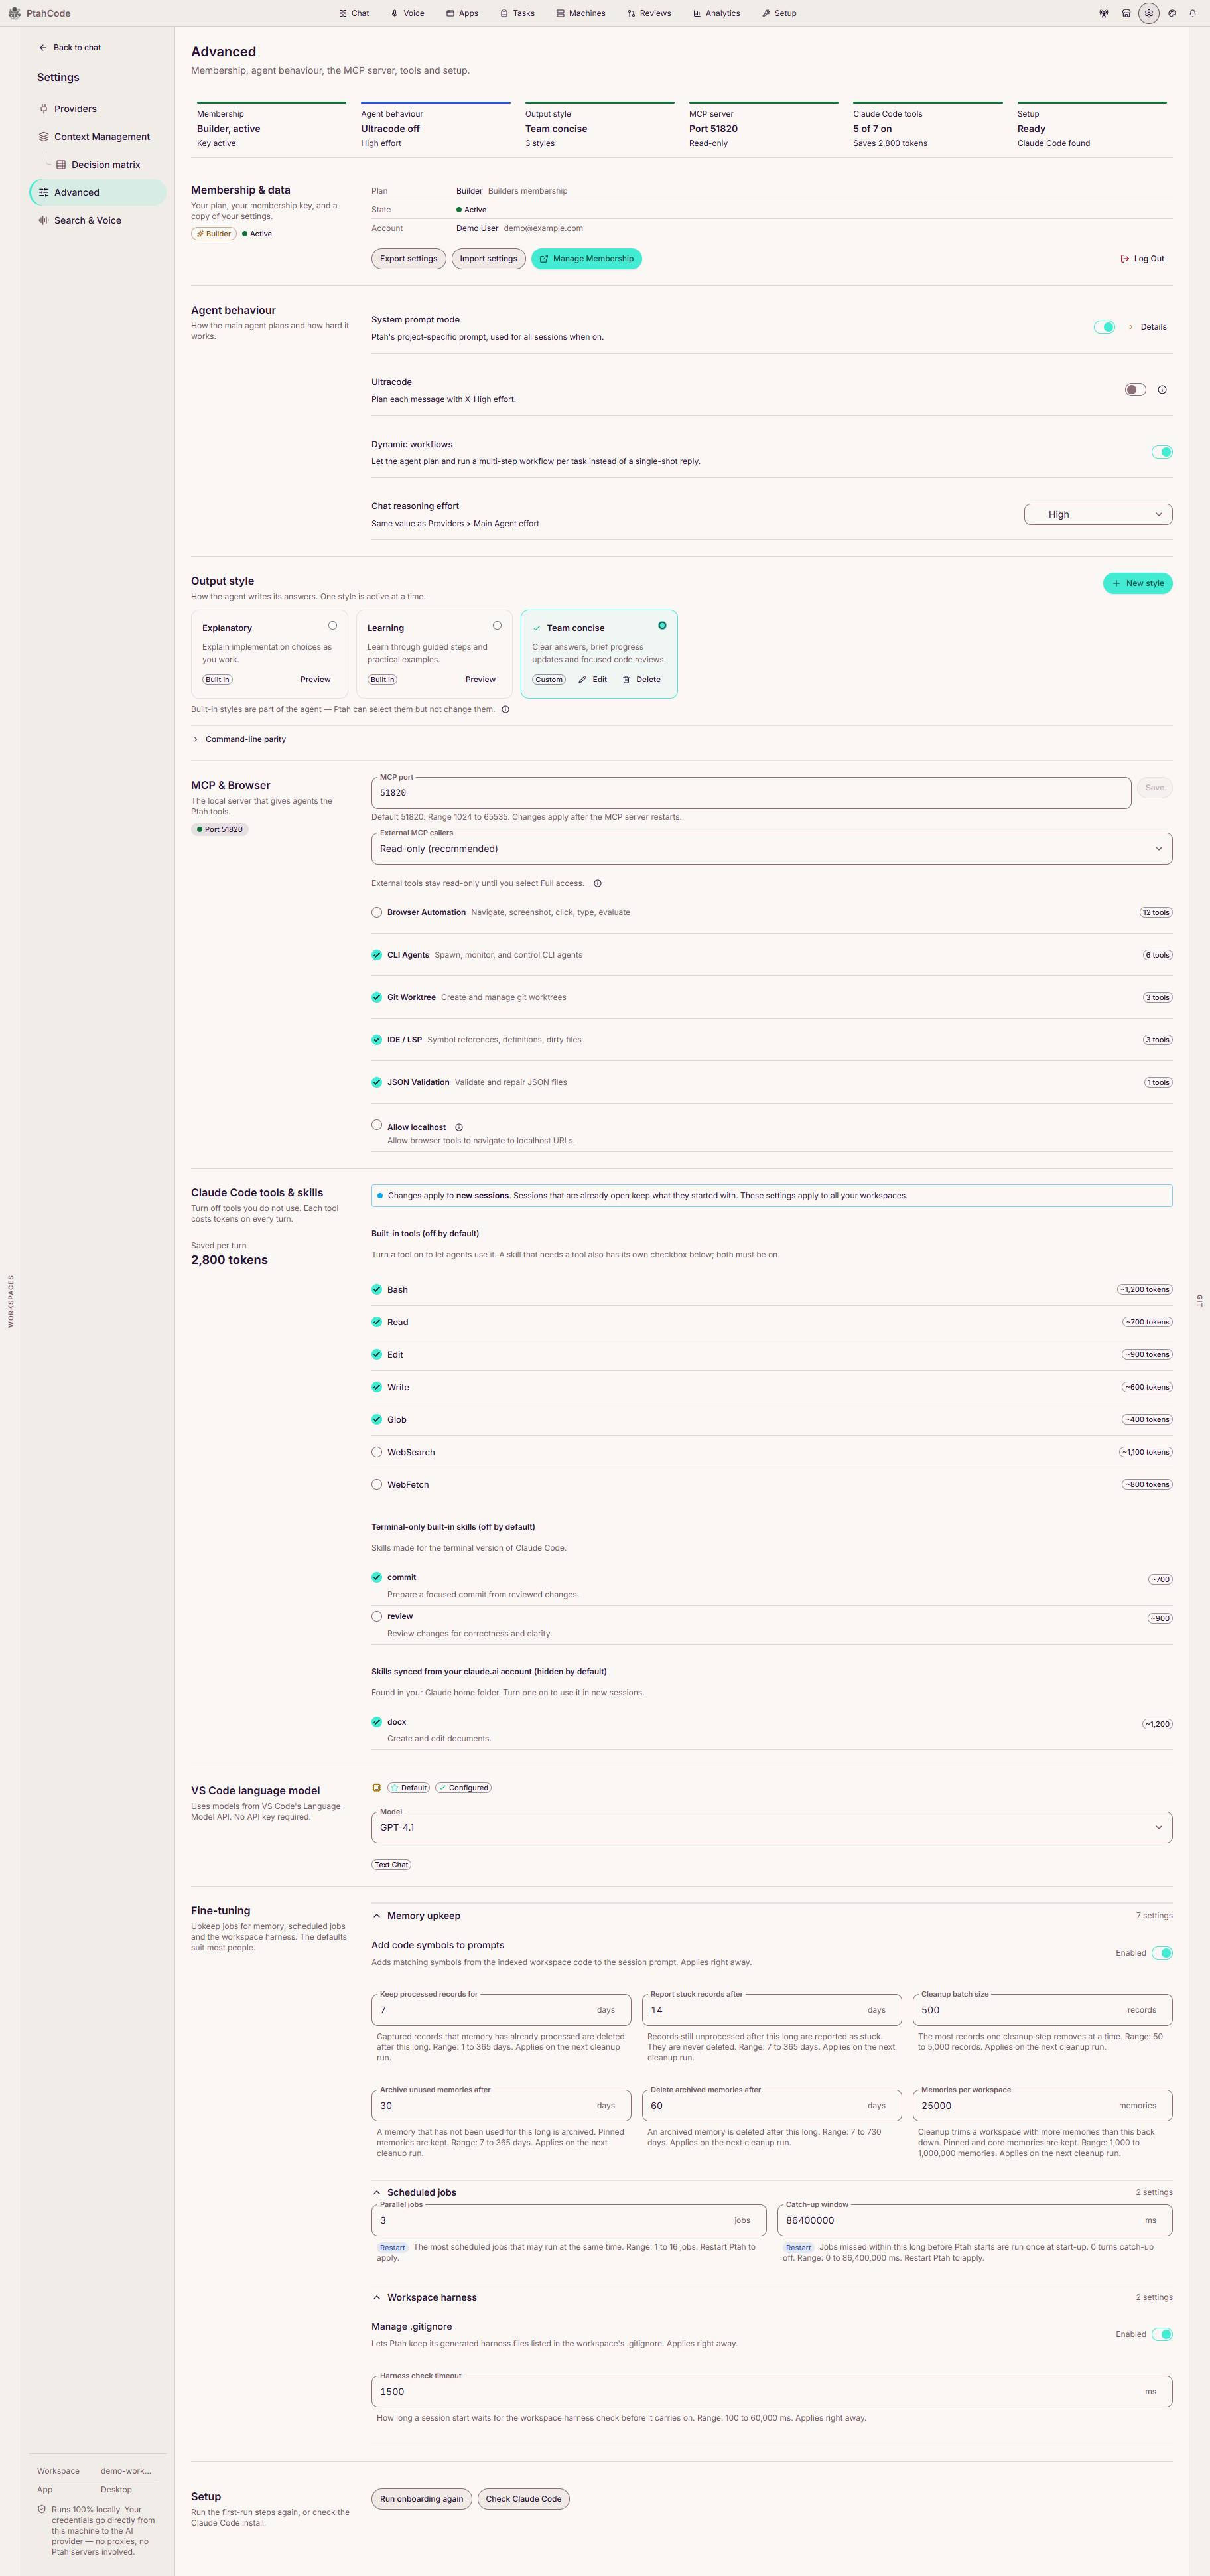 PtahCode
Chat
Voice
Apps
Tasks
Machines
Reviews
Analytics
Setup
Back to chat
Settings
Providers
Context Management
Decision matrix
Advanced
Search & Voice
WORKSPACES
Workspace demo-work...
App Desktop
Runs 100% locally. Your
credentials go directly from
this machine to the AI
provider — no proxies, no
Ptah servers involved.
Advanced
Membership, agent behaviour, the MCP server, tools and setup.
Membership
Builder, active
Key active
Agent behaviour
Ultracode off
High effort
Output style
Team concise
3 styles
MCP server
Port 51820
Read-only
Claude Code tools
5 of 7 on
Saves 2,800 tokens
Setup
Ready
Claude Code found
Membership & data
Your plan, your membership key, and a
copy of your settings.
Builder Active
Plan Builder Builders membership
State Active
Account Demo User demo@example.com
Export settings
Import settings
Manage Membership
Log Out
Agent behaviour
How the main agent plans and how hard it
works.
System prompt mode
Ptah's project-specific prompt, used for all sessions when on.
Details
Ultracode
Plan each message with X-High effort.
Dynamic workflows
Let the agent plan and run a multi-step workflow per task instead of a single-shot reply.
Chat reasoning effort
Same value as Providers > Main Agent effort
High
Output style
How the agent writes its answers. One style is active at a time.
New style
Explanatory
Explain implementation choices as
you work.
Built in Preview
Learning
Learn through guided steps and
practical examples.
Built in Preview
Team concise
Clear answers, brief progress
updates and focused code reviews.
Custom Edit Delete
Built-in styles are part of the agent — Ptah can select them but not change them.
Command-line parity
MCP & Browser
The local server that gives agents the
Ptah tools.
Port 51820
MCP port
51820
Save
Default 51820. Range 1024 to 65535. Changes apply after the MCP server restarts.
External MCP callers
Read-only (recommended)
External tools stay read-only until you select Full access.
Browser Automation Navigate, screenshot, click, type, evaluate 12 tools
CLI Agents Spawn, monitor, and control CLI agents 6 tools
Git Worktree Create and manage git worktrees 3 tools
IDE / LSP Symbol references, definitions, dirty files 3 tools
JSON Validation Validate and repair JSON files 1 tools
Allow localhost
Allow browser tools to navigate to localhost URLs.
Claude Code tools & skills
Turn off tools you do not use. Each tool
costs tokens on every turn.
Saved per turn
2,800 tokens
Changes apply to new sessions. Sessions that are already open keep what they started with. These settings apply to all your workspaces.
Built-in tools (off by default)
Turn a tool on to let agents use it. A skill that needs a tool also has its own checkbox below; both must be on.
Bash ~1,200 tokens
Read ~700 tokens
Edit ~900 tokens
Write ~600 tokens
Glob ~400 tokens
WebSearch ~1,100 tokens
WebFetch ~800 tokens
Terminal-only built-in skills (off by default)
Skills made for the terminal version of Claude Code.
commit ~700
Prepare a focused commit from reviewed changes.
review ~900
Review changes for correctness and clarity.
Skills synced from your claude.ai account (hidden by default)
Found in your Claude home folder. Turn one on to use it in new sessions.
docx ~1,200
Create and edit documents.
GIT
VS Code language model
Uses models from VS Code's Language
Model API. No API key required.
Default Configured
Model
GPT-4.1
Text Chat
Fine-tuning
Upkeep jobs for memory, scheduled jobs
and the workspace harness. The defaults
suit most people.
Memory upkeep 7 settings
Add code symbols to prompts
Adds matching symbols from the indexed workspace code to the session prompt. Applies right away.
Enabled
Keep processed records for
7 days
Captured records that memory has already processed are deleted
after this long. Range: 1 to 365 days. Applies on the next cleanup
run.
Report stuck records after
14 days
Records still unprocessed after this long are reported as stuck.
They are never deleted. Range: 7 to 365 days. Applies on the next
cleanup run.
Cleanup batch size
500 records
The most records one cleanup step removes at a time. Range: 50
to 5,000 records. Applies on the next cleanup run.
Archive unused memories after
30 days
A memory that has not been used for this long is archived. Pinned
memories are kept. Range: 7 to 365 days. Applies on the next
cleanup run.
Delete archived memories after
60 days
An archived memory is deleted after this long. Range: 7 to 730
days. Applies on the next cleanup run.
Memories per workspace
25000 memories
Cleanup trims a workspace with more memories than this back
down. Pinned and core memories are kept. Range: 1,000 to
1,000,000 memories. Applies on the next cleanup run.
Scheduled jobs 2 settings
Parallel jobs
3 jobs
Restart The most scheduled jobs that may run at the same time. Range: 1 to 16 jobs. Restart Ptah to
apply.
Catch-up window
86400000 ms
Restart Jobs missed within this long before Ptah starts are run once at start-up. 0 turns catch-up
off. Range: 0 to 86,400,000 ms. Restart Ptah to apply.
Workspace harness 2 settings
Manage .gitignore
Lets Ptah keep its generated harness files listed in the workspace's .gitignore. Applies right away.
Enabled
Harness check timeout
1500 ms
How long a session start waits for the workspace harness check before it carries on. Range: 100 to 60,000 ms. Applies right away.
Setup
Run the first-run steps again, or check the
Claude Code install.
Run onboarding again
Check Claude Code